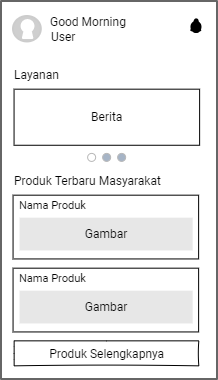 Good Morning
User
Layanan
Berita
Produk Terbaru Masyarakat
Nama Produk
Gambar
Nama Produk
Gambar
Produk Selengkapnya